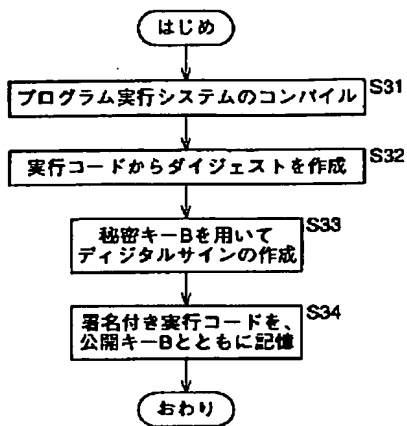 はじめ
プログラム実行システムのコンパイル
S31
実行コードからダイジェストを作成
S32
秘密キーBを用いて
ディジタルサインの作成
S33
署名付き実行コードを、
公開キーBとともに記憶
S34
おわり